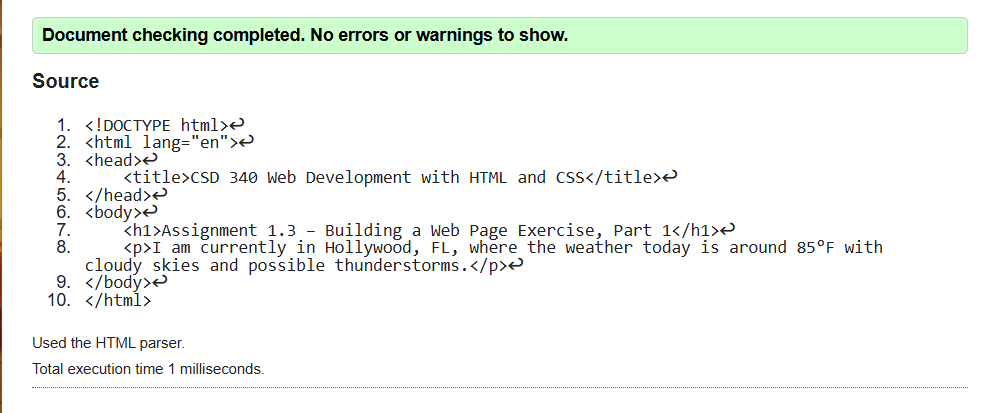 Document checking completed. No errors or warnings to show.
Source
1. <!DOCTYPE html>↩
2. <html lang="en">↩
3. <head>↩
4.     <title>CSD 340 Web Development with HTML and CSS</title>↩
5. </head>↩
6. <body>↩
7.     <h1>Assignment 1.3 – Building a Web Page Exercise, Part 1</h1>↩
8.     <p>I am currently in Hollywood, FL, where the weather today is around 85°F with
cloudy skies and possible thunderstorms.</p>↩
9. </body>↩
10. </html>
Used the HTML parser.
Total execution time 1 milliseconds.